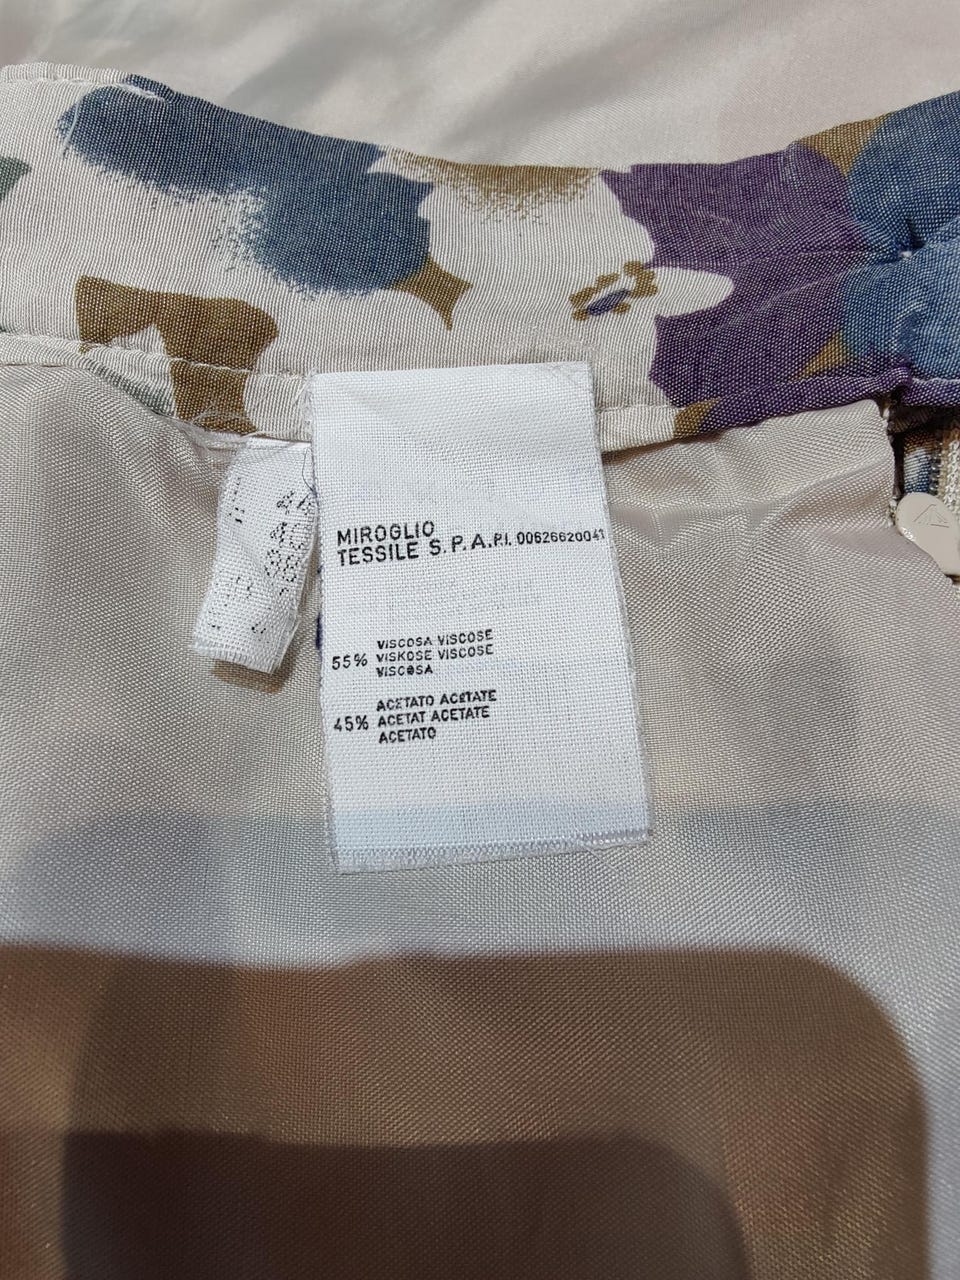 MIROGLIO
TESSILE S.P.A. P.I. 00626620041
VISCOSA VISCOSE
55% VISKOSE VISCOSE
VISCOSA
ACETATO ACETATE
45% ACETAT ACETATE
ACETATO